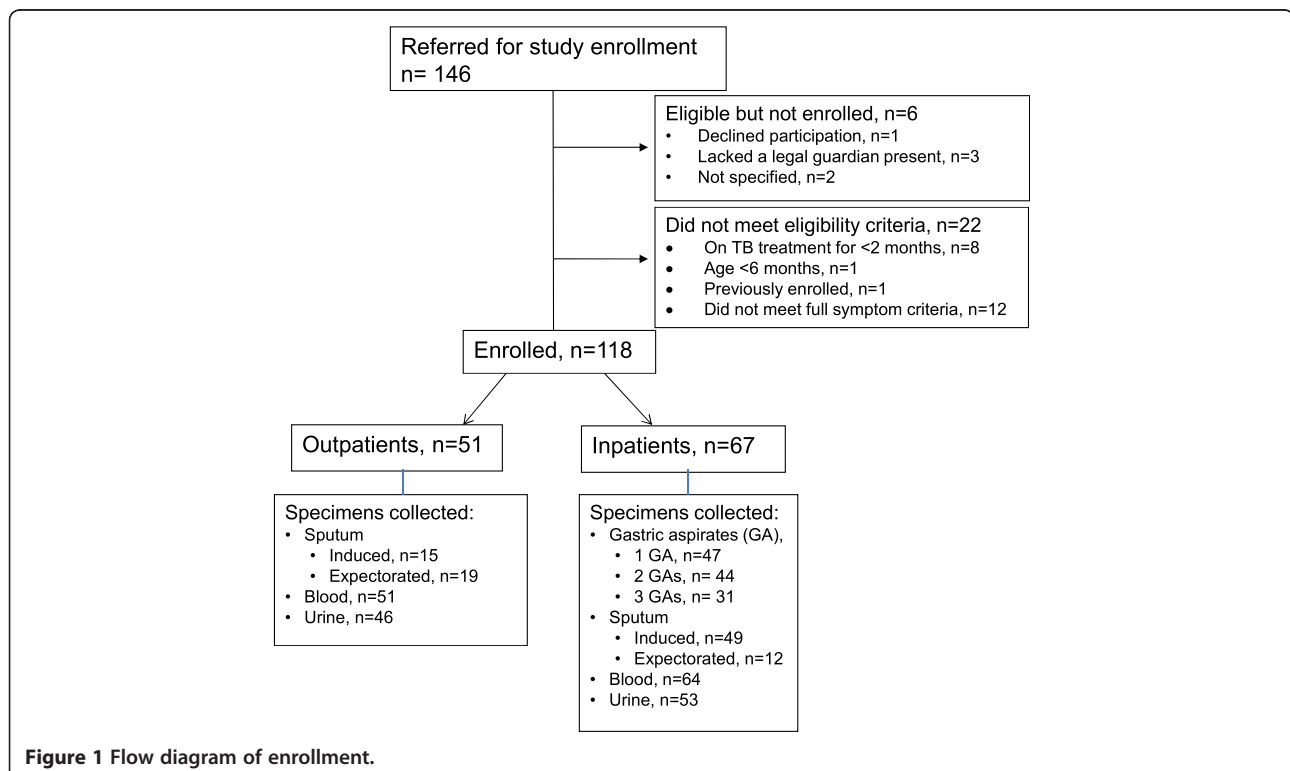 Referred for study enrollment
n= 146
Eligible but not enrolled, n=6
• Declined participation, n=1
• Lacked a legal guardian present, n=3
• Not specified, n=2
Did not meet eligibility criteria, n=22
• On TB treatment for <2 months, n=8
• Age <6 months, n=1
• Previously enrolled, n=1
• Did not meet full symptom criteria, n=12
Enrolled, n=118
Outpatients, n=51
Specimens collected:
• Sputum
• Induced, n=15
• Expectorated, n=19
• Blood, n=51
• Urine, n=46
Inpatients, n=67
Specimens collected:
• Gastric aspirates (GA),
• 1 GA, n=47
• 2 GAs, n= 44
• 3 GAs, n= 31
• Sputum
• Induced, n=49
• Expectorated, n=12
• Blood, n=64
• Urine, n=53
Figure 1 Flow diagram of enrollment.